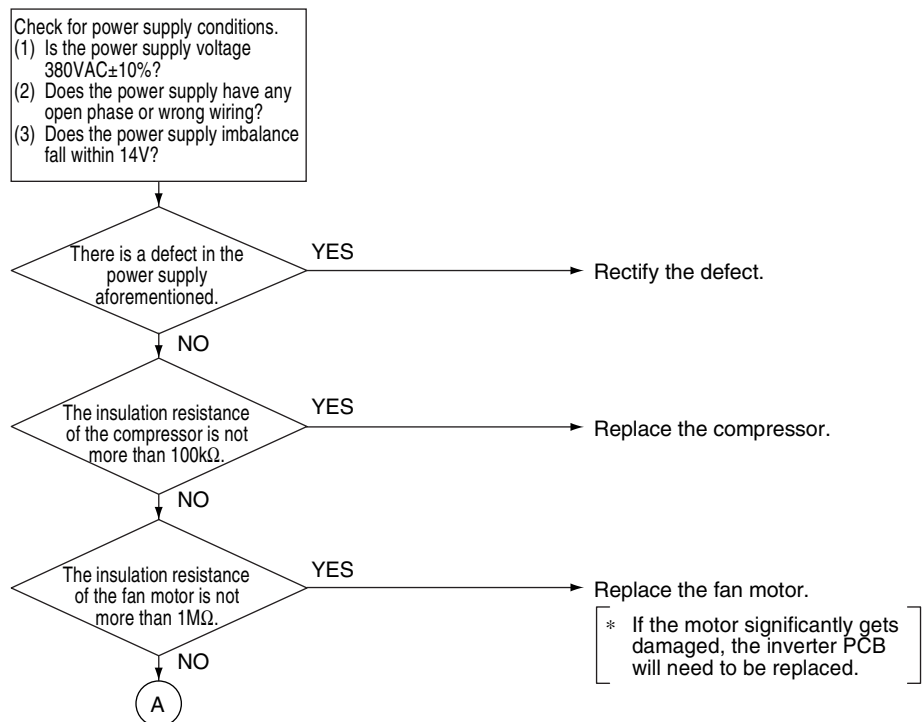 Check for power supply conditions.
(1) Is the power supply voltage
380VAC±10%?
(2) Does the power supply have any
open phase or wrong wiring?
(3) Does the power supply imbalance
fall within 14V?
There is a defect in the
power supply
aforementioned.
YES
Rectify the defect.
NO
The insulation resistance
of the compressor is not
more than 100kΩ.
YES
Replace the compressor.
NO
The insulation resistance
of the fan motor is not
more than 1MΩ.
YES
Replace the fan motor.
* If the motor significantly gets
damaged, the inverter PCB
will need to be replaced.
NO
A